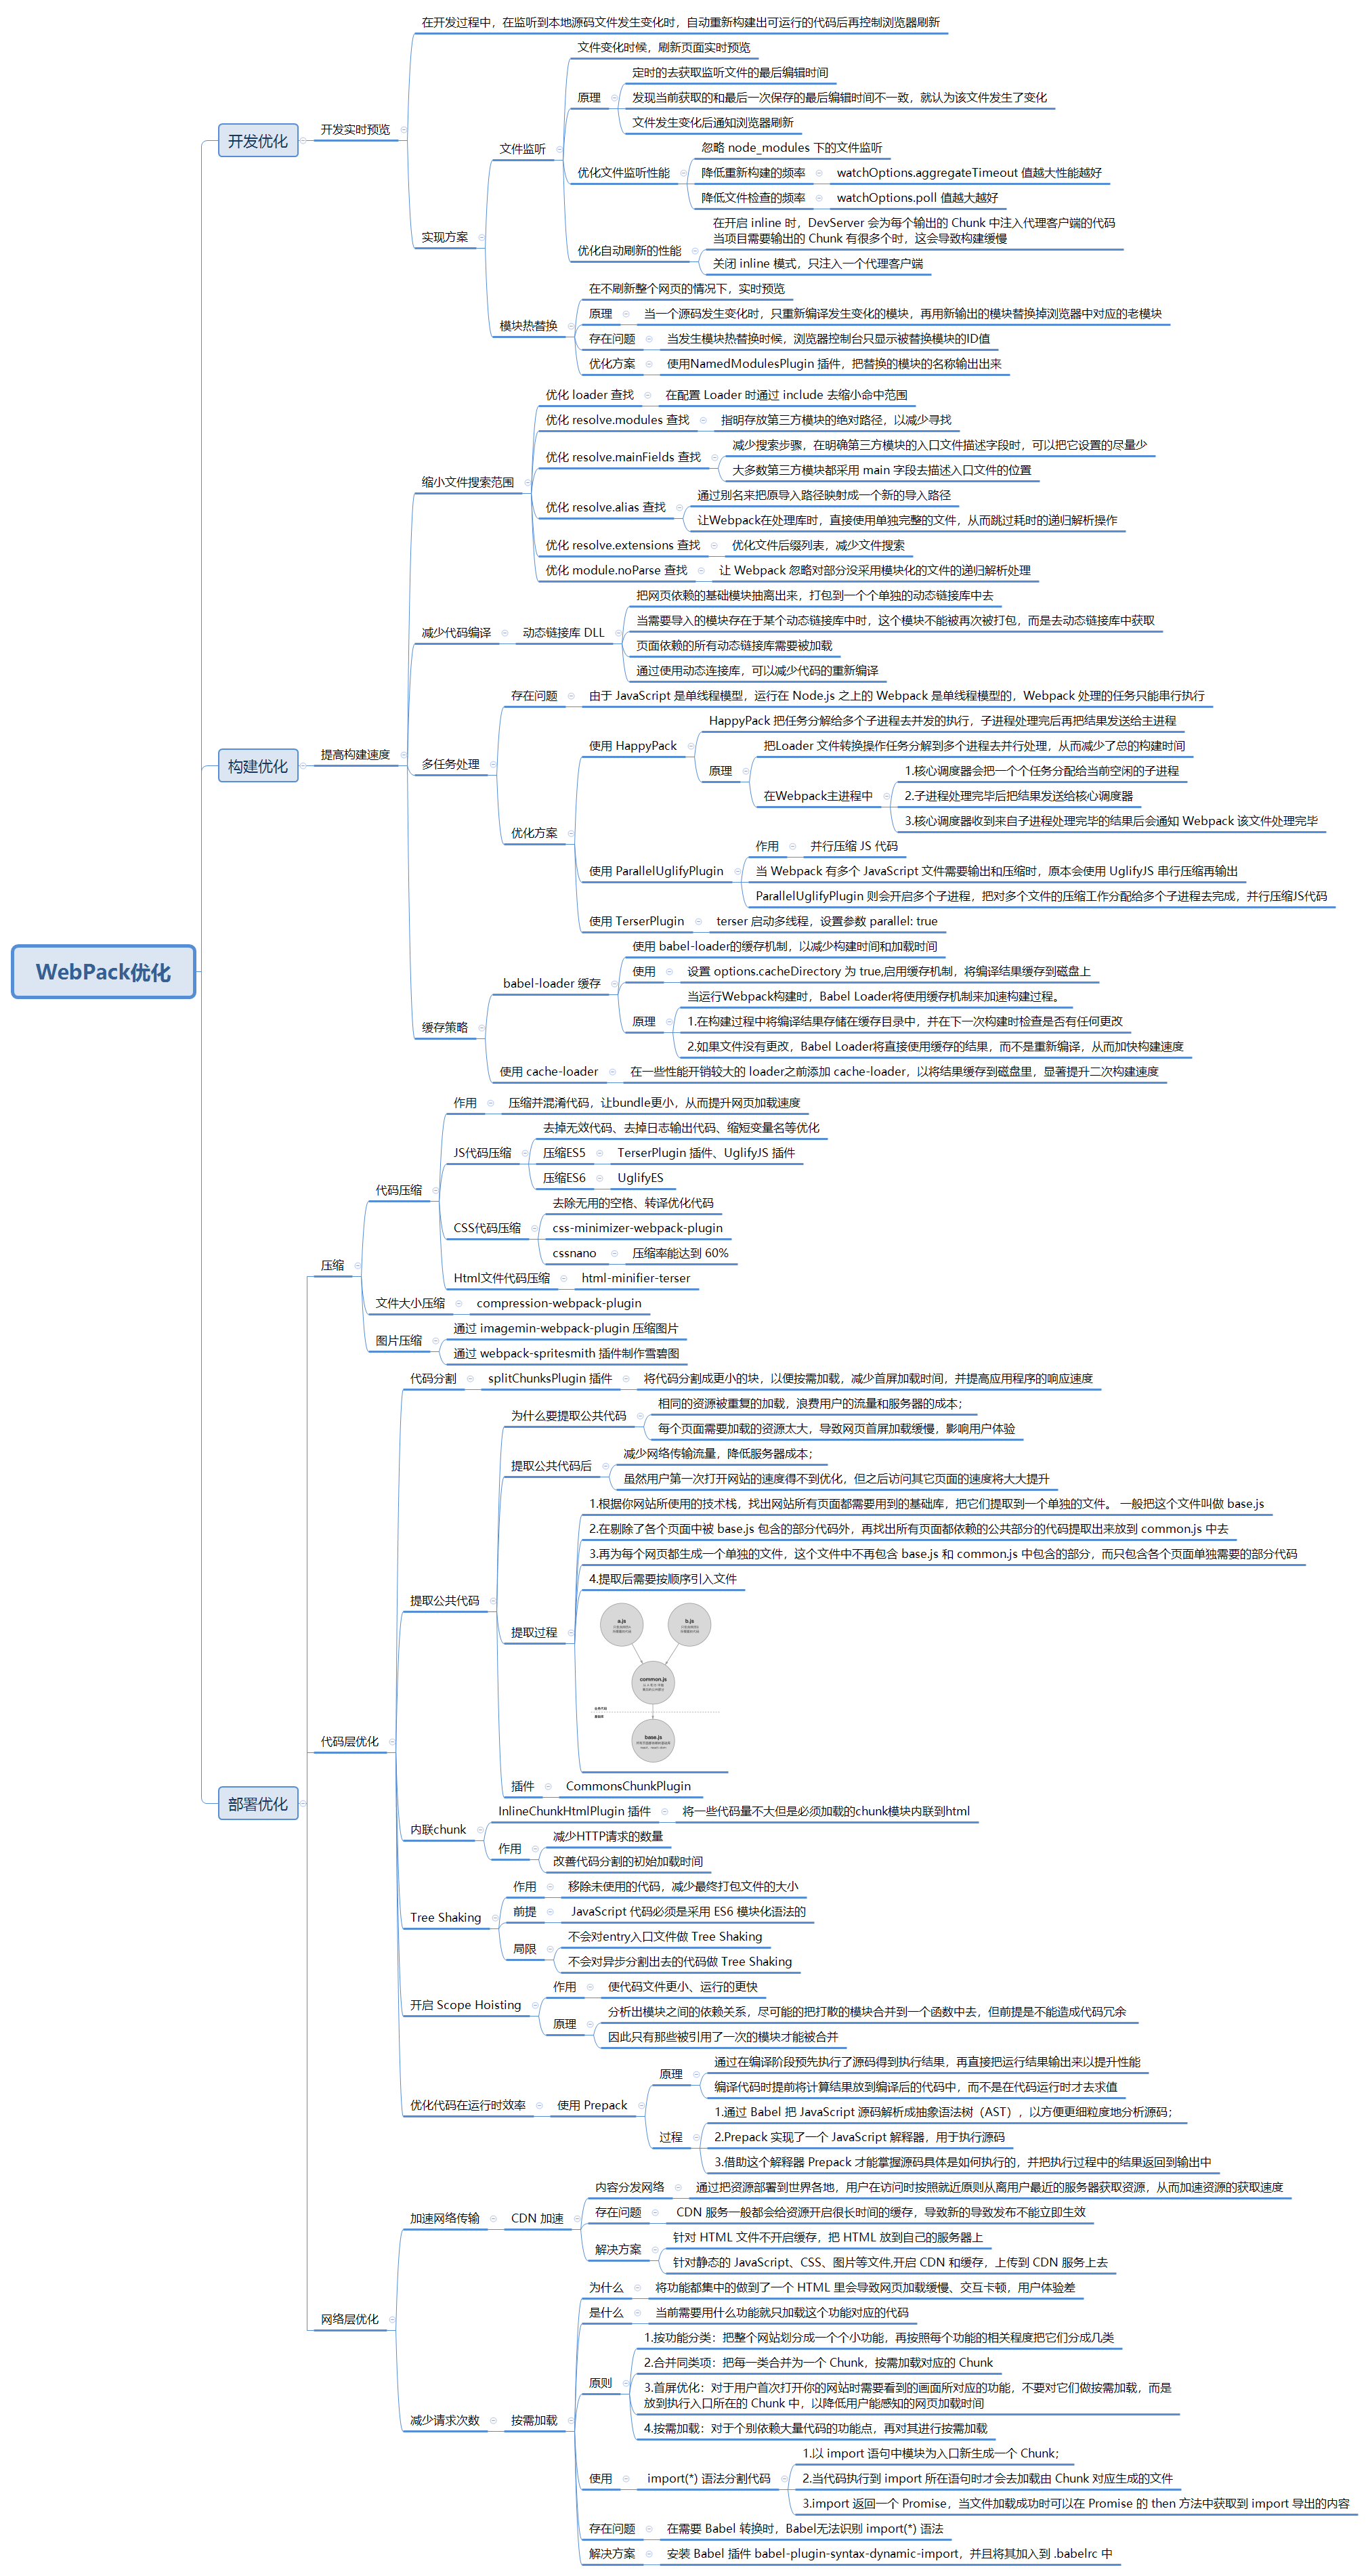 WebPack优化
开发优化
开发实时预览
在开发过程中，在监听到本地源码文件发生变化时，自动重新构建出可运行的代码后再控制浏览器刷新
实现方案
文件监听
文件变化时候，刷新页面实时预览
原理
定时的去获取监听文件的最后编辑时间
发现当前获取的和最后一次保存的最后编辑时间不一致，就认为该文件发生了变化
文件发生变化后通知浏览器刷新
优化文件监听性能
忽略 node_modules 下的文件监听
降低重新构建的频率
watchOptions.aggregateTimeout 值越大性能越好
降低文件检查的频率
watchOptions.poll 值越大越好
优化自动刷新的性能
在开启 inline 时，DevServer 会为每个输出的 Chunk 中注入代理客户端的代码
当项目需要输出的 Chunk 有很多个时，这会导致构建缓慢
关闭 inline 模式，只注入一个代理客户端
模块热替换
在不刷新整个网页的情况下，实时预览
原理
当一个源码发生变化时，只重新编译发生变化的模块，再用新输出的模块替换掉浏览器中对应的老模块
存在问题
当发生模块热替换时候，浏览器控制台只显示被替换模块的ID值
优化方案
使用NamedModulesPlugin 插件，把替换的模块的名称输出出来
构建优化
提高构建速度
缩小文件搜索范围
优化 loader 查找
在配置 Loader 时通过 include 去缩小命中范围
优化 resolve.modules 查找
指明存放第三方模块的绝对路径，以减少寻找
优化 resolve.mainFields 查找
减少搜索步骤，在明确第三方模块的入口文件描述字段时，可以把它设置的尽量少
大多数第三方模块都采用 main 字段去描述入口文件的位置
优化 resolve.alias 查找
通过别名来把原导入路径映射成一个新的导入路径
让Webpack在处理库时，直接使用单独完整的文件，从而跳过耗时的递归解析操作
优化 resolve.extensions 查找
优化文件后缀列表，减少文件搜索
优化 module.noParse 查找
让 Webpack 忽略对部分没采用模块化的文件的递归解析处理
减少代码编译
动态链接库 DLL
把网页依赖的基础模块抽离出来，打包到一个个单独的动态链接库中去
当需要导入的模块存在于某个动态链接库中时，这个模块不能被再次被打包，而是去动态链接库中获取
页面依赖的所有动态链接库需要被加载
通过使用动态连接库，可以减少代码的重新编译
多任务处理
存在问题
由于 JavaScript 是单线程模型，运行在 Node.js 之上的 Webpack 是单线程模型的，Webpack 处理的任务只能串行执行
优化方案
使用 HappyPack
HappyPack 把任务分解给多个子进程去并发的执行，子进程处理完后再把结果发送给主进程
原理
把Loader 文件转换操作任务分解到多个进程去并行处理，从而减少了总的构建时间
在Webpack主进程中
1.核心调度器会把一个个任务分配给当前空闲的子进程
2.子进程处理完毕后把结果发送给核心调度器
3.核心调度器收到来自子进程处理完毕的结果后会通知 Webpack 该文件处理完毕
使用 ParallelUglifyPlugin
作用
并行压缩 JS 代码
当 Webpack 有多个 JavaScript 文件需要输出和压缩时，原本会使用 UglifyJS 串行压缩再输出
ParallelUglifyPlugin 则会开启多个子进程，把对多个文件的压缩工作分配给多个子进程去完成，并行压缩JS代码
使用 TerserPlugin
terser 启动多线程，设置参数 parallel: true
缓存策略
babel-loader 缓存
使用 babel-loader的缓存机制，以减少构建时间和加载时间
使用
设置 options.cacheDirectory 为 true,启用缓存机制，将编译结果缓存到磁盘上
原理
当运行Webpack构建时，Babel Loader将使用缓存机制来加速构建过程。
1.在构建过程中将编译结果存储在缓存目录中，并在下一次构建时检查是否有任何更改
2.如果文件没有更改，Babel Loader将直接使用缓存的结果，而不是重新编译，从而加快构建速度
使用 cache-loader
在一些性能开销较大的 loader之前添加 cache-loader，以将结果缓存到磁盘里，显著提升二次构建速度
部署优化
压缩
代码压缩
作用
压缩并混淆代码，让bundle更小，从而提升网页加载速度
JS代码压缩
去掉无效代码、去掉日志输出代码、缩短变量名等优化
压缩ES5
TerserPlugin 插件、UglifyJS 插件
压缩ES6
UglifyES
CSS代码压缩
去除无用的空格、转译优化代码
css-minimizer-webpack-plugin
cssnano
压缩率能达到 60%
Html文件代码压缩
html-minifier-terser
文件大小压缩
compression-webpack-plugin
图片压缩
通过 imagemin-webpack-plugin 压缩图片
通过 webpack-spritesmith 插件制作雪碧图
代码层优化
代码分割
splitChunksPlugin 插件
将代码分割成更小的块，以便按需加载，减少首屏加载时间，并提高应用程序的响应速度
提取公共代码
为什么要提取公共代码
相同的资源被重复的加载，浪费用户的流量和服务器的成本；
每个页面需要加载的资源太大，导致网页首屏加载缓慢，影响用户体验
提取公共代码后
减少网络传输流量，降低服务器成本；
虽然用户第一次打开网站的速度得不到优化，但之后访问其它页面的速度将大大提升
提取过程
1.根据你网站所使用的技术栈，找出网站所有页面都需要用到的基础库，把它们提取到一个单独的文件。 一般把这个文件叫做 base.js
2.在剔除了各个页面中被 base.js 包含的部分代码外，再找出所有页面都依赖的公共部分的代码提取出来放到 common.js 中去
3.再为每个网页都生成一个单独的文件，这个文件中不再包含 base.js 和 common.js 中包含的部分，而只包含各个页面单独需要的部分代码
4.提取后需要按顺序引入文件
a.js
b.js
common.js
base.js
插件
CommonsChunkPlugin
内联chunk
InlineChunkHtmlPlugin 插件
将一些代码量不大但是必须加载的chunk模块内联到html
作用
减少HTTP请求的数量
改善代码分割的初始加载时间
Tree Shaking
作用
移除未使用的代码，减少最终打包文件的大小
前提
JavaScript 代码必须是采用 ES6 模块化语法的
局限
不会对entry入口文件做 Tree Shaking
不会对异步分割出去的代码做 Tree Shaking
开启 Scope Hoisting
作用
使代码文件更小、运行的更快
原理
分析出模块之间的依赖关系，尽可能的把打散的模块合并到一个函数中去，但前提是不能造成代码冗余
因此只有那些被引用了一次的模块才能被合并
优化代码在运行时效率
使用 Prepack
原理
通过在编译阶段预先执行了源码得到执行结果，再直接把运行结果输出来以提升性能
编译代码时提前将计算结果放到编译后的代码中，而不是在代码运行时才去求值
过程
1.通过 Babel 把 JavaScript 源码解析成抽象语法树（AST），以方便更细粒度地分析源码；
2.Prepack 实现了一个 JavaScript 解释器，用于执行源码
3.借助这个解释器 Prepack 才能掌握源码具体是如何执行的，并把执行过程中的结果返回到输出中
网络层优化
加速网络传输
CDN 加速
内容分发网络
通过把资源部署到世界各地，用户在访问时按照就近原则从离用户最近的服务器获取资源，从而加速资源的获取速度
存在问题
CDN 服务一般都会给资源开启很长时间的缓存，导致新的导致发布不能立即生效
解决方案
针对 HTML 文件不开启缓存，把 HTML 放到自己的服务器上
针对静态的 JavaScript、CSS、图片等文件,开启 CDN 和缓存，上传到 CDN 服务上去
减少请求次数
按需加载
为什么
将功能都集中的做到了一个 HTML 里会导致网页加载缓慢、交互卡顿，用户体验差
是什么
当前需要用什么功能就只加载这个功能对应的代码
原则
1.按功能分类：把整个网站划分成一个个小功能，再按照每个功能的相关程度把它们分成几类
2.合并同类项：把每一类合并为一个 Chunk，按需加载对应的 Chunk
3.首屏优化：对于用户首次打开你的网站时需要看到的画面所对应的功能，不要对它们做按需加载，而是
放到执行入口所在的 Chunk 中，以降低用户能感知的网页加载时间
4.按需加载：对于个别依赖大量代码的功能点，再对其进行按需加载
使用
import(*) 语法分割代码
1.以 import 语句中模块为入口新生成一个 Chunk；
2.当代码执行到 import 所在语句时才会去加载由 Chunk 对应生成的文件
3.import 返回一个 Promise，当文件加载成功时可以在 Promise 的 then 方法中获取到 import 导出的内容
存在问题
在需要 Babel 转换时，Babel无法识别 import(*) 语法
解决方案
安装 Babel 插件 babel-plugin-syntax-dynamic-import，并且将其加入到 .babelrc 中